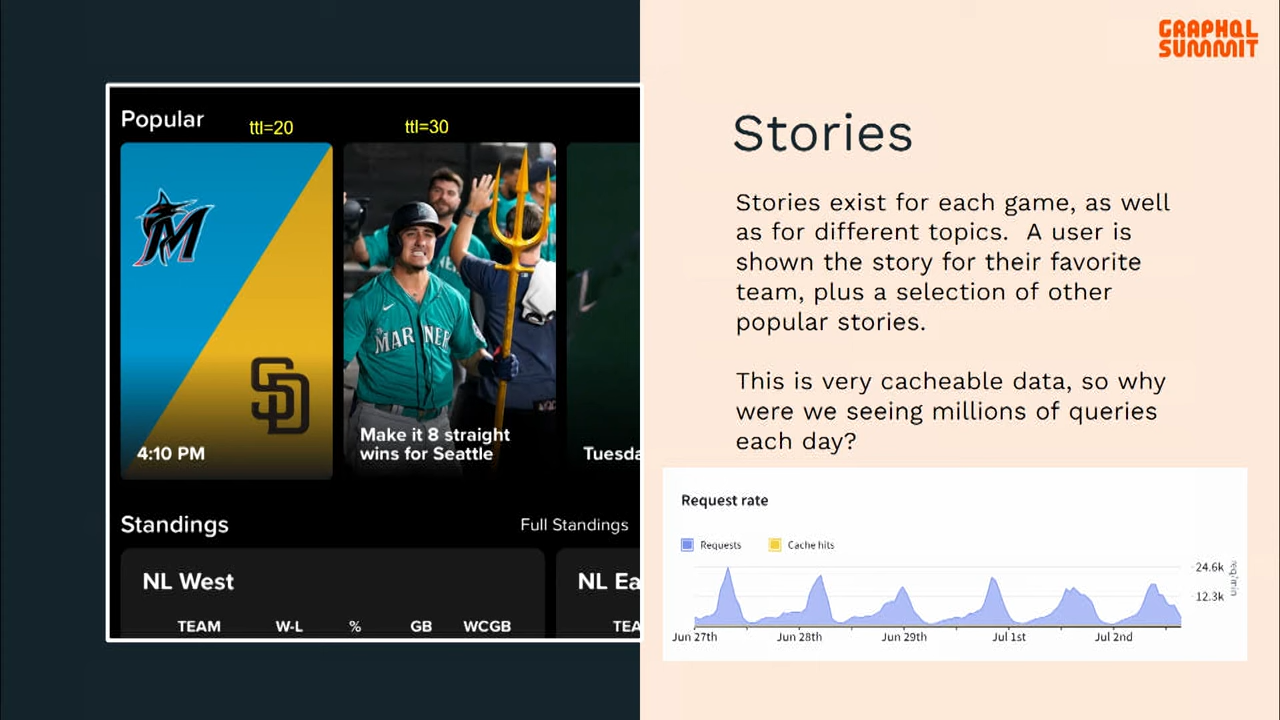 GRAPHQL
SUMMIT
Popular
ttl=20
ttl=30
M
SD
4:10 PM
MARINERS
Make it 8 straight
wins for Seattle
Tuesda
Standings
Full Standings
NL West
NL Ea
TEAM W-L % GB WCGB
TEA
Stories
Stories exist for each game, as well
as for different topics. A user is
shown the story for their favorite
team, plus a selection of other
popular stories.
This is very cacheable data, so why
were we seeing millions of queries
each day?
Request rate
Requests
Cache hits
24.6k
12.3k
req/min
Jun 27th
Jun 28th
Jun 29th
Jul 1st
Jul 2nd